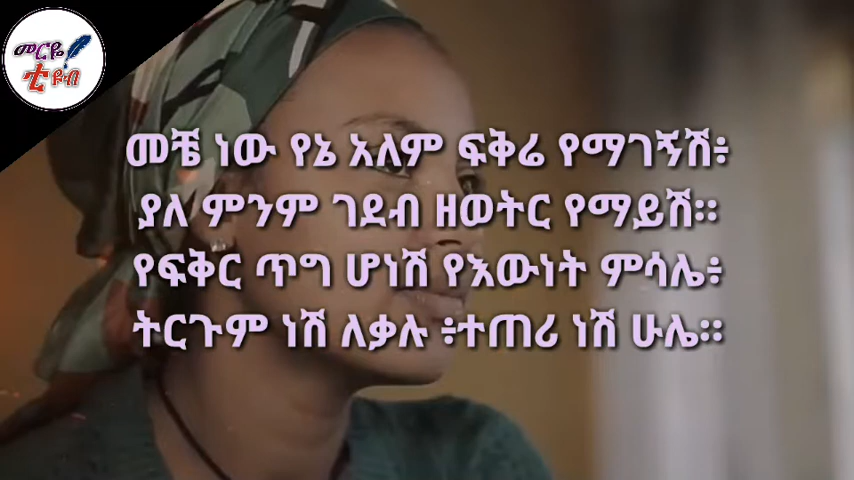 መርዬ
ቲዩብ
መቼ ነው የኔ አለም ፍቅሬ የማገኝሽ፥
ያለ ምንም ገደብ ዘወትር የማይሽ።
የፍቅር ጥግ ሆነሽ የእውነት ምሳሌ፥
ትርጉም ነሽ ለቃሉ ፥ተጠሪ ነሽ ሁሌ።